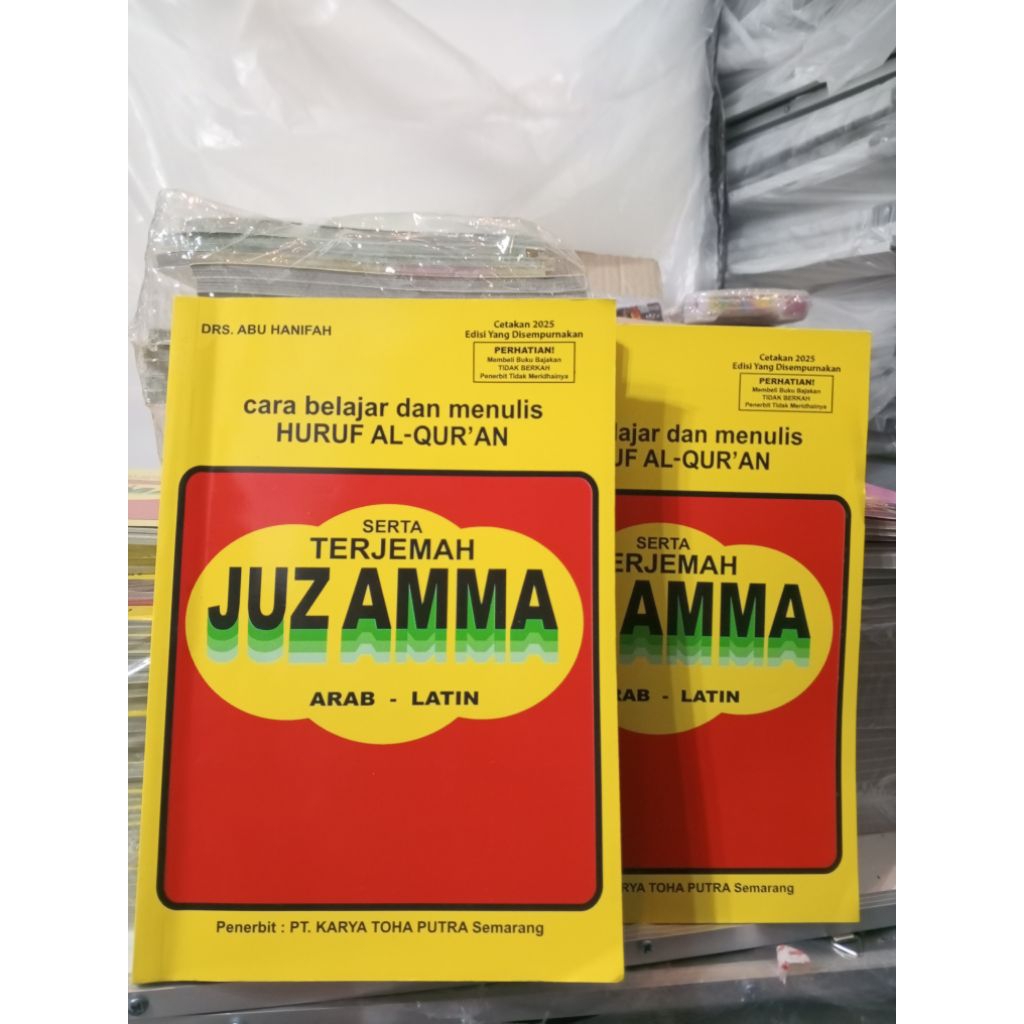 DRS. ABU HANIFAH
Cetakan 2025
Edisi Yang Disempurnakan
PERHATIAN!
Membeli Buku Bajakan
TIDAK BERKAH
Penerbit Tidak Meridhainya
cara belajar dan menulis
HURUF AL-QUR'AN
SERTA
TERJEMAH
JUZ AMMA
ARAB - LATIN
Penerbit : PT. KARYA TOHA PUTRA Semarang
Cetakan 2025
Edisi Yang Disempurnakan
PERHATIAN!
Membeli Buku Bajakan
TIDAK BERKAH
Penerbit Tidak Meridhainya
lajar dan menulis
UF AL-QUR'AN
SERTA
ERJEMAH
AMMA
RAB - LATIN
RYA TOHA PUTRA Semarang